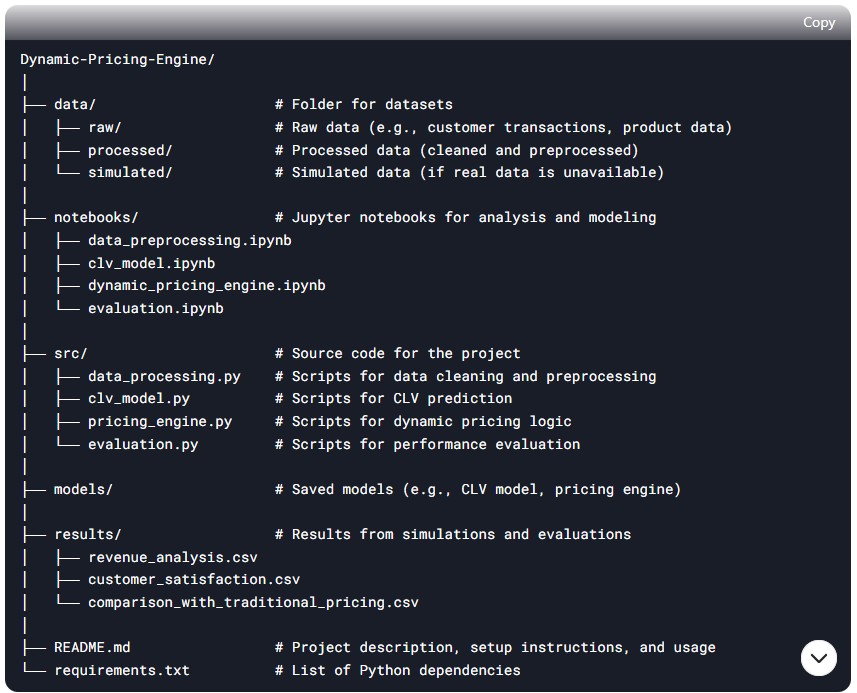 Copy
Dynamic-Pricing-Engine/
│
├── data/                     # Folder for datasets
│   ├── raw/                  # Raw data (e.g., customer transactions, product data)
│   ├── processed/            # Processed data (cleaned and preprocessed)
│   └── simulated/            # Simulated data (if real data is unavailable)
│
├── notebooks/                # Jupyter notebooks for analysis and modeling
│   ├── data_preprocessing.ipynb
│   ├── clv_model.ipynb
│   ├── dynamic_pricing_engine.ipynb
│   └── evaluation.ipynb
│
├── src/                      # Source code for the project
│   ├── data_processing.py    # Scripts for data cleaning and preprocessing
│   ├── clv_model.py          # Scripts for CLV prediction
│   ├── pricing_engine.py     # Scripts for dynamic pricing logic
│   └── evaluation.py         # Scripts for performance evaluation
│
├── models/                   # Saved models (e.g., CLV model, pricing engine)
│
├── results/                  # Results from simulations and evaluations
│   ├── revenue_analysis.csv
│   ├── customer_satisfaction.csv
│   └── comparison_with_traditional_pricing.csv
│
├── README.md                 # Project description, setup instructions, and usage
└── requirements.txt          # List of Python dependencies